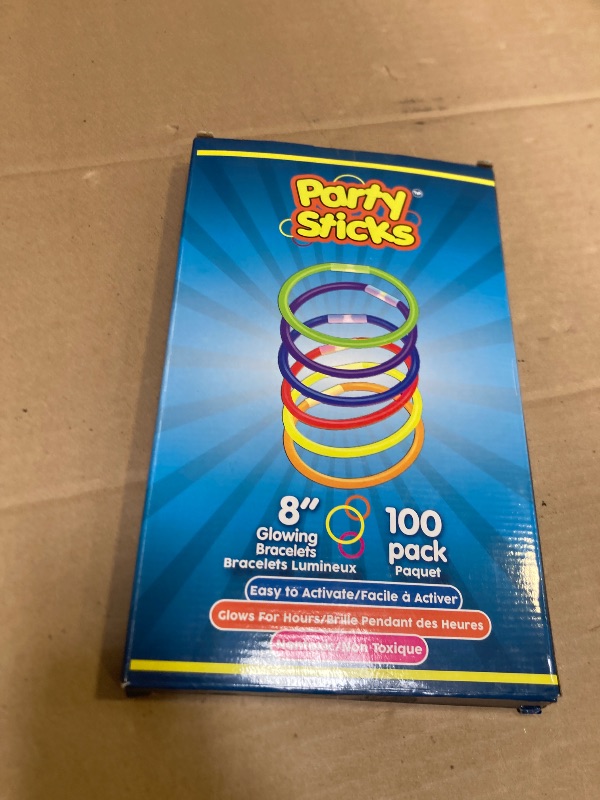 Party
Sticks™
8"
Glowing
Bracelets
Bracelets Lumineux
100
pack
Paquet
Easy to Activate/Facile à Activer
Glows For Hours/Brille Pendant des Heures
Nontoxic/Non Toxique